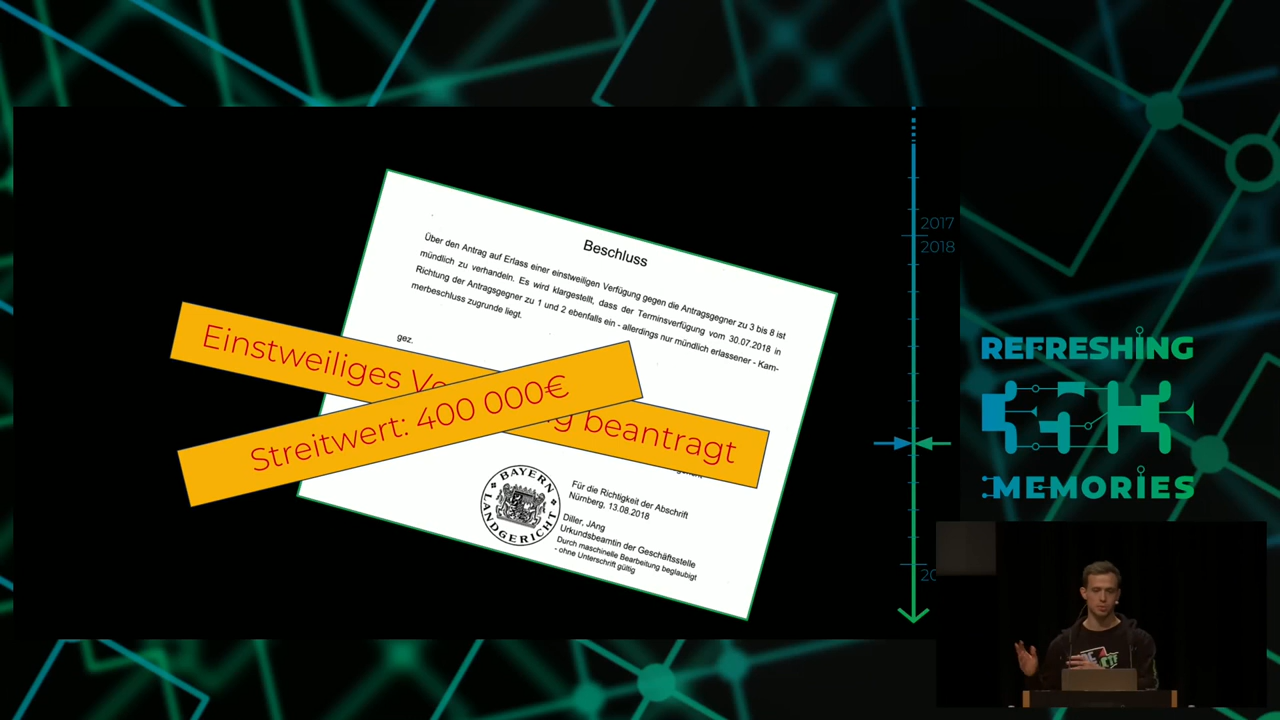 Beschluss
Über den Antrag auf Erlass einer einstweiligen Verfügung gegen die Antragsgegner zu 3 bis 8 ist
mündlich zu verhandeln. Es wird klargestellt, dass der Terminsverfügung vom 30.07.2018 in
Richtung der Antragsgegner zu 1 und 2 ebenfalls ein - allerdings nur mündlich erlassener - Kam-
merbeschluss zugrunde liegt.
gez.
Einstweiliges beantragt
Streitwert: 400 000€
BAYERN
LANDGERICHT
Für die Richtigkeit der Abschrift
Nürnberg, 13.08.2018
Diller, JAng
Urkundsbeamtin der Geschäftsstelle
Durch maschinelle Bearbeitung beglaubigt
- ohne Unterschrift gültig
2017
2018
REFRESHING
35C3
MEMORIES